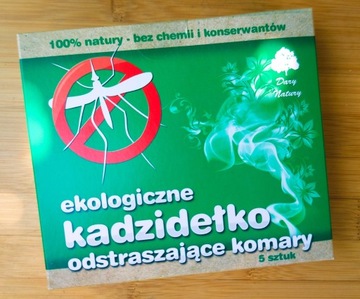 100% natury - bez chemii i konserwantów
Dary
Natury
ekologiczne
kadzidełko
odstraszające komary
5 sztuk